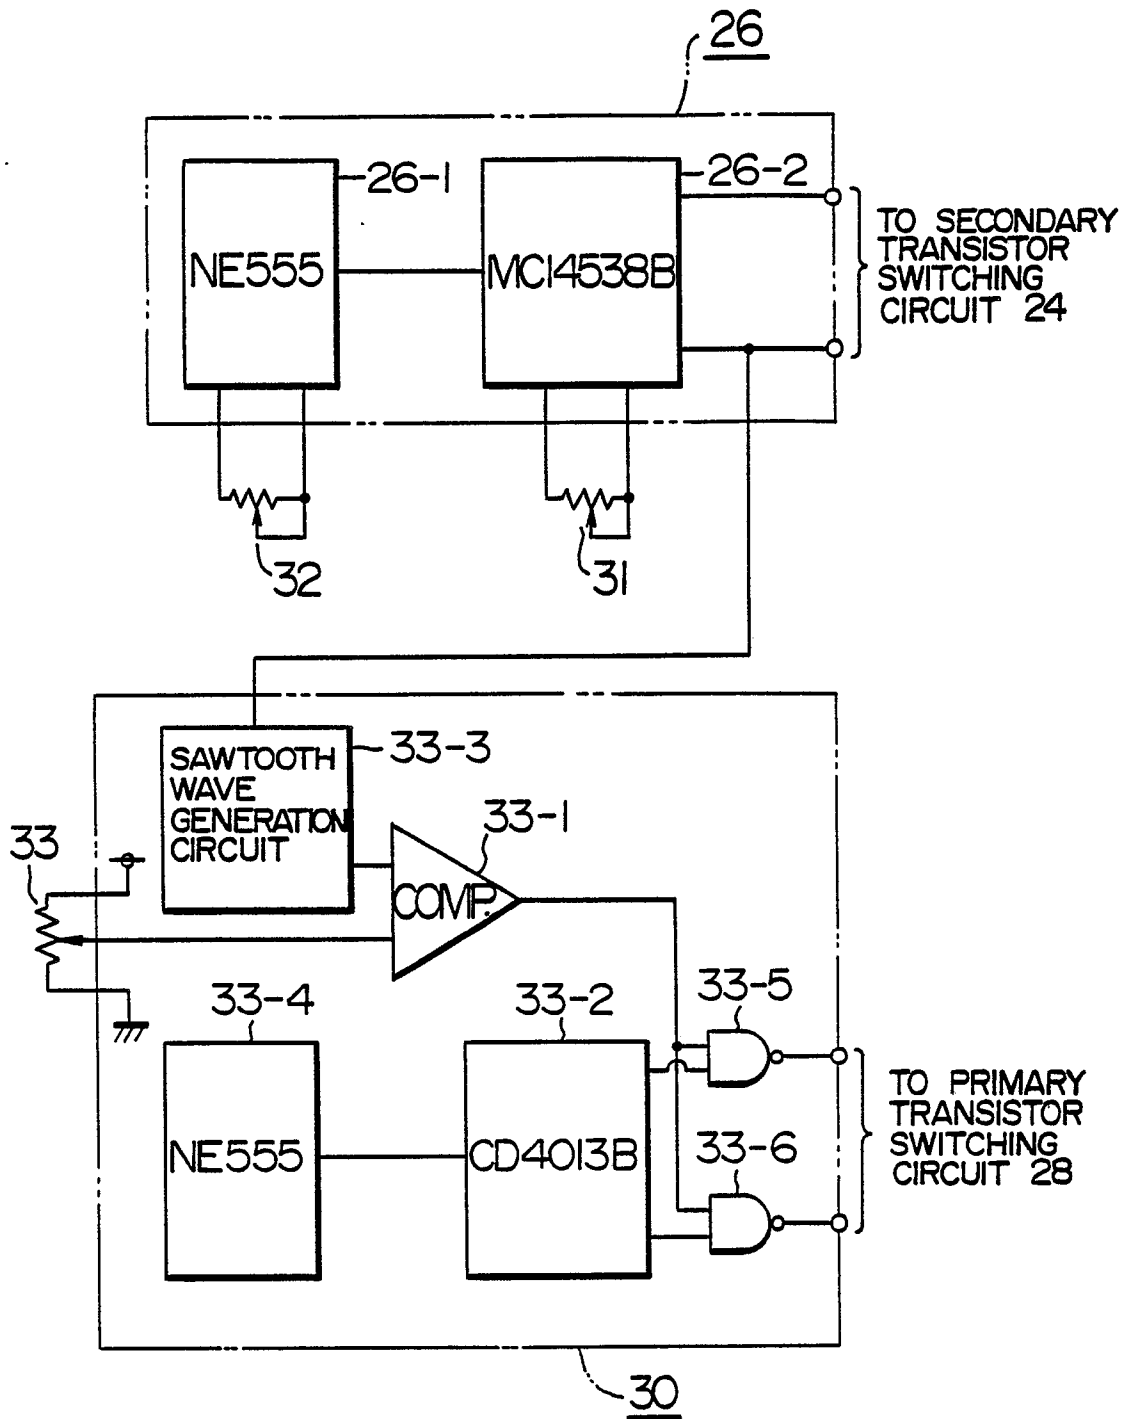 26
26-1
26-2
NE555
MC14538B
TO SECONDARY
TRANSISTOR
SWITCHING
CIRCUIT 24
32
31
33-3
SAWTOOTH
WAVE
GENERATION
CIRCUIT
33-1
33
COMP.
33-4
33-2
33-5
NE555
CD4013B
33-6
TO PRIMARY
TRANSISTOR
SWITCHING
CIRCUIT 28
30